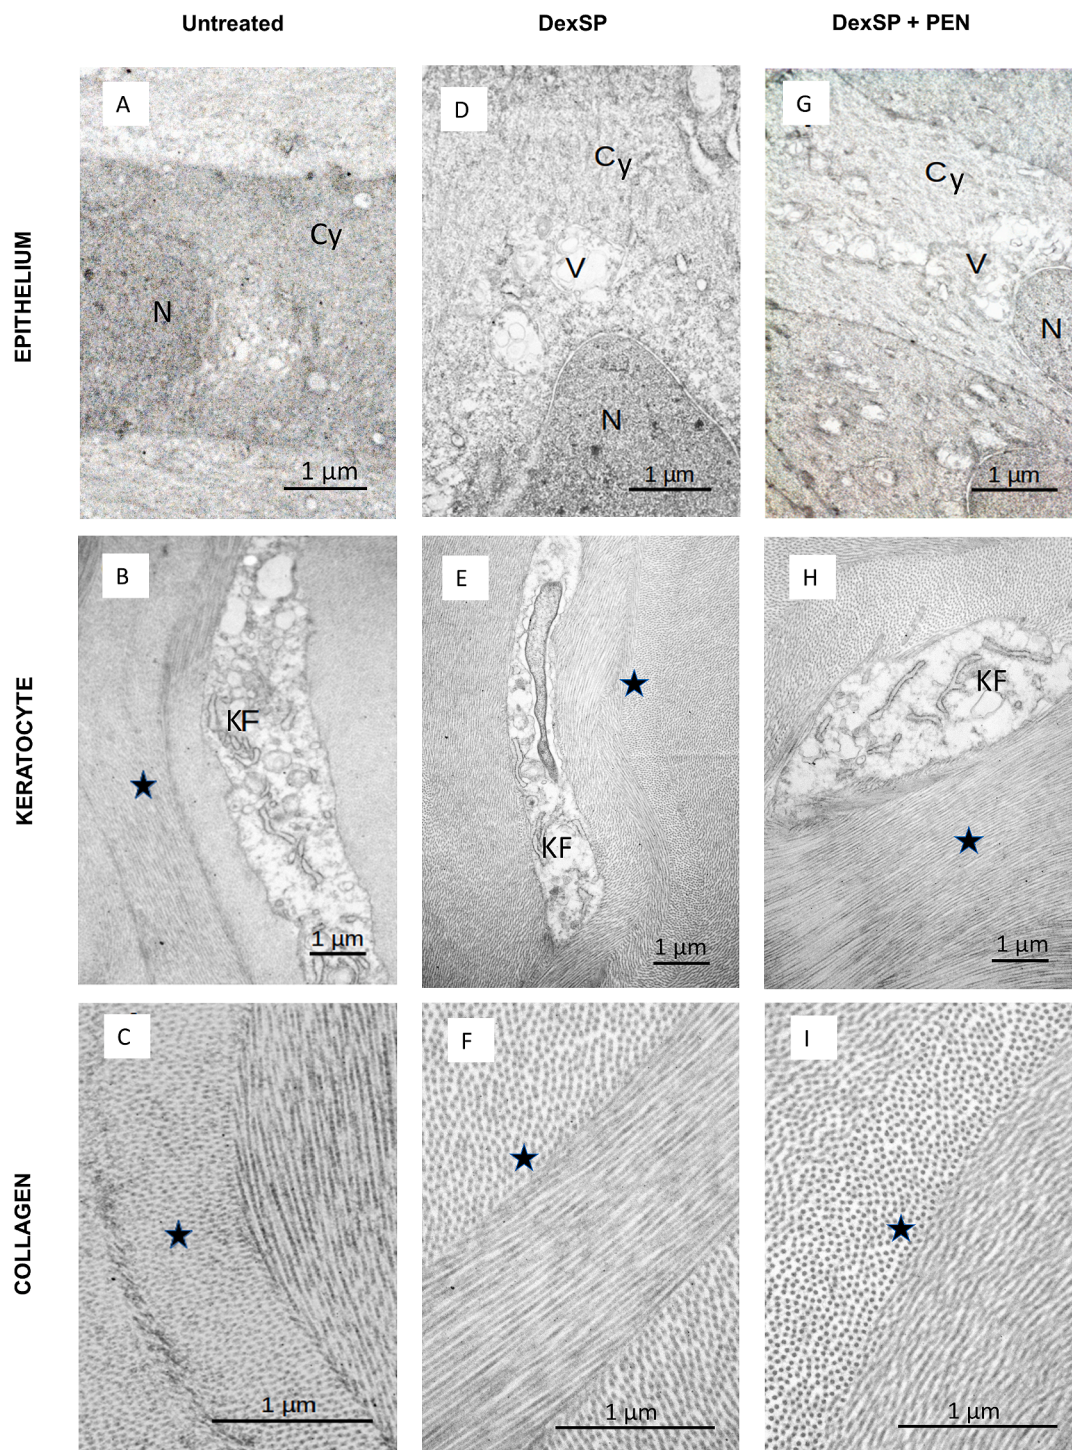 Untreated DexSP DexSP + PEN
EPITHELIUM
A
Cy
N
1 μm
D
Cy
V
N
1 μm
G
Cy
V
N
1 μm
KERATOCYTE
B
KF
1 μm
E
KF
1 μm
H
KF
1 μm
COLLAGEN
C
1 μm
F
1 μm
I
1 μm